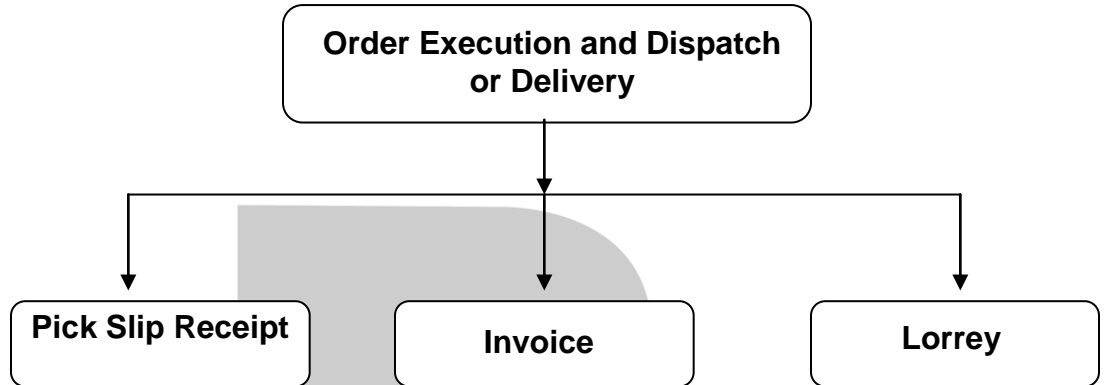 Order Execution and Dispatch
or Delivery
Pick Slip Receipt
Invoice
Lorrey